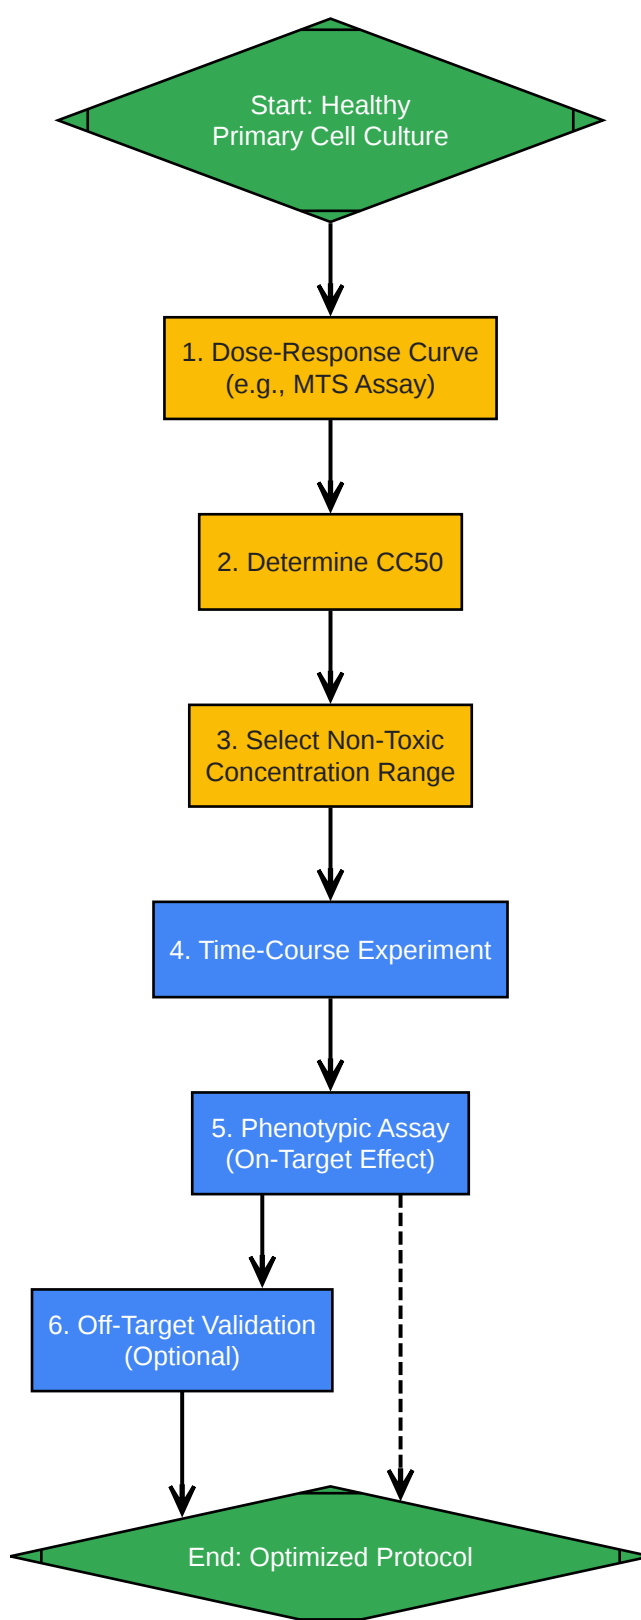 Start: Healthy
Primary Cell Culture
1. Dose-Response Curve
(e.g., MTS Assay)
2. Determine CC50
3. Select Non-Toxic
Concentration Range
4. Time-Course Experiment
5. Phenotypic Assay
(On-Target Effect)
6. Off-Target Validation
(Optional)
End: Optimized Protocol